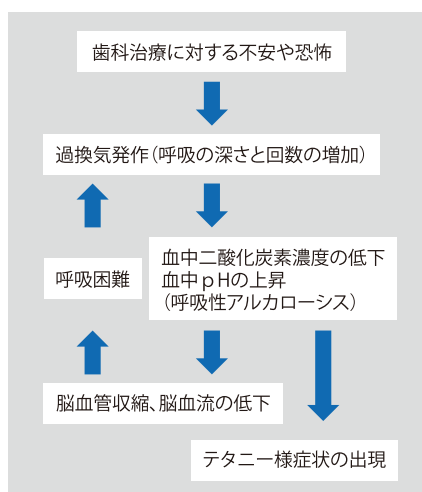 歯科治療に対する不安や恐怖
過換気発作（呼吸の深さと回数の増加）
血中二酸化炭素濃度の低下
血中ｐHの上昇
（呼吸性アルカローシス）
呼吸困難
脳血管収縮、脳血流の低下
テタニー様症状の出現